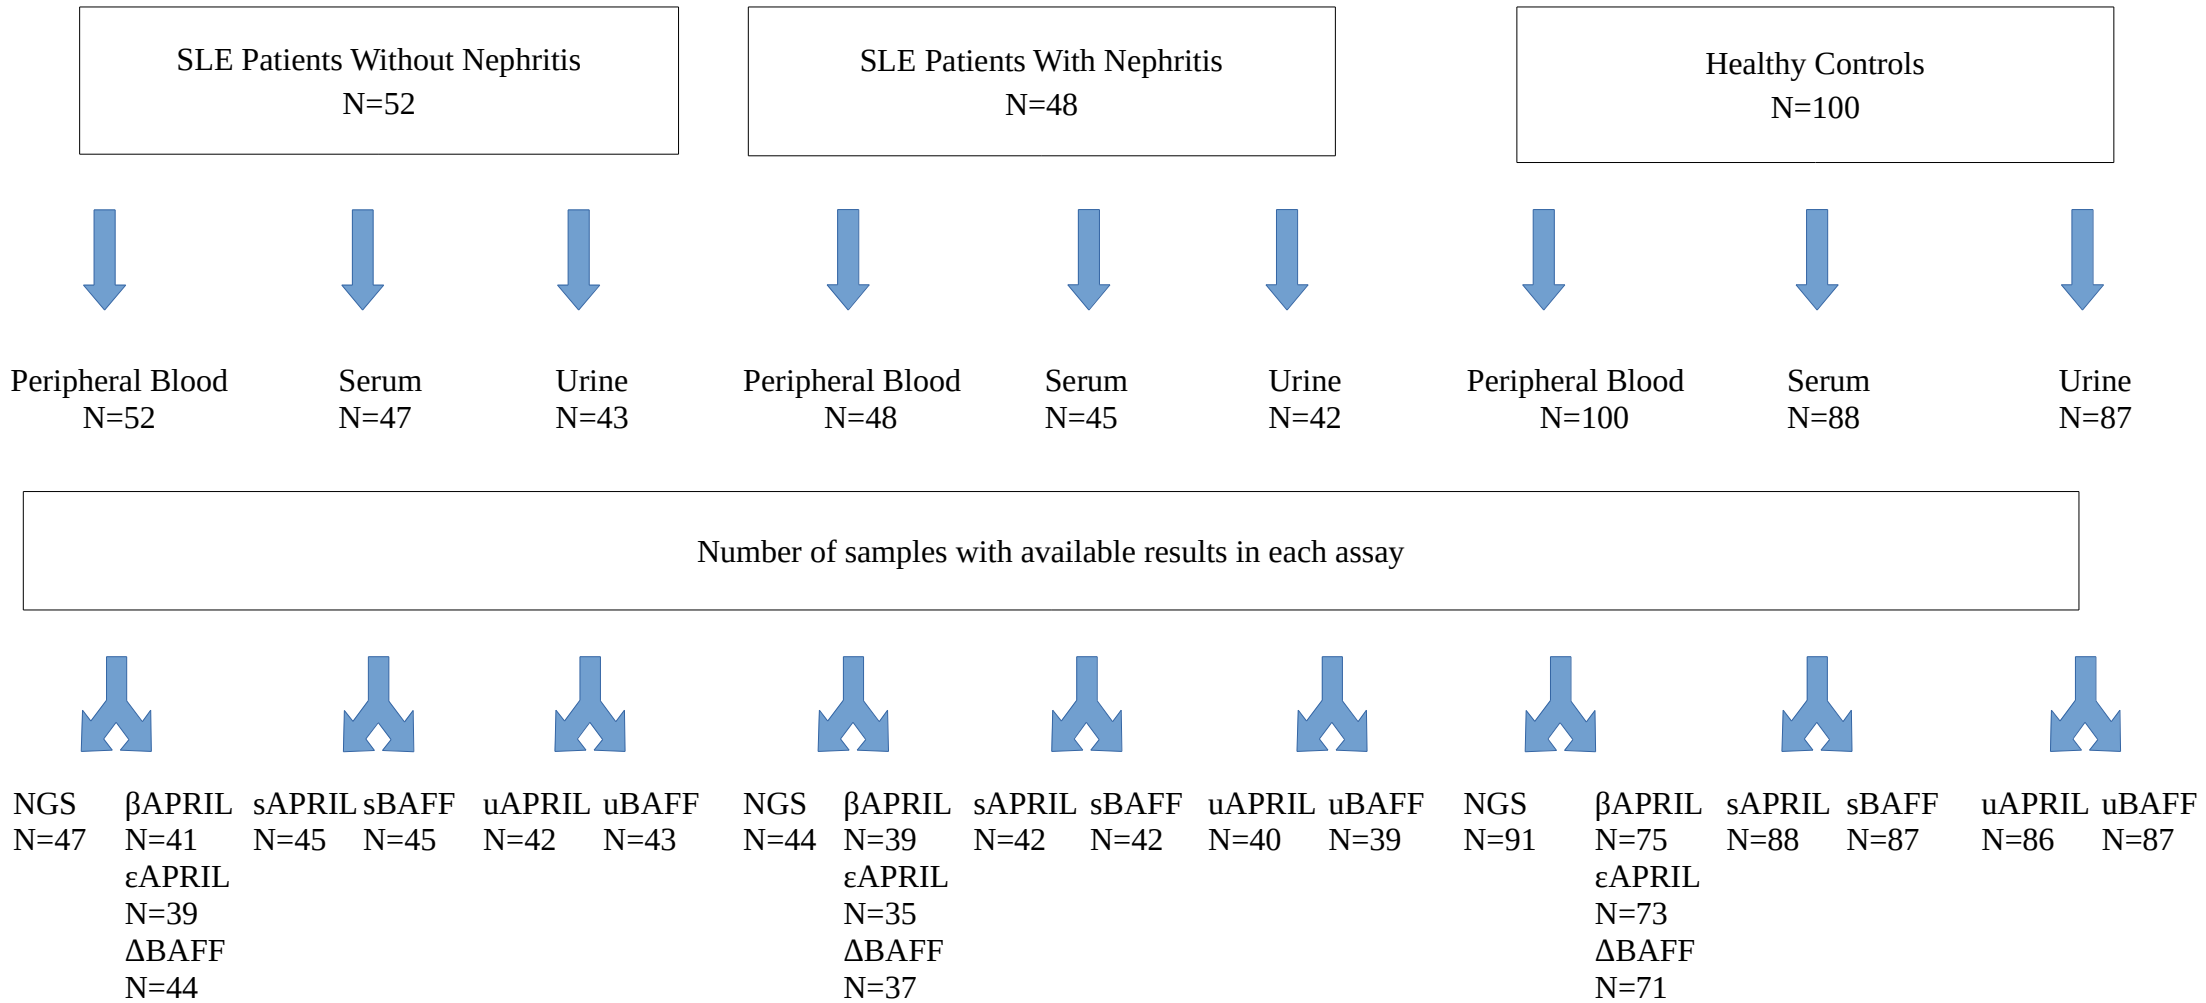 SLE Patients Without Nephritis
N=52
SLE Patients With Nephritis
N=48
Healthy Controls
N=100
Peripheral Blood
N=52
Serum
N=47
Urine
N=43
Peripheral Blood
N=48
Serum
N=45
Urine
N=42
Peripheral Blood
N=100
Serum
N=88
Urine
N=87
Number of samples with available results in each assay
NGS
N=47
βAPRIL
N=41
εAPRIL
N=39
ΔBAFF
N=44
sAPRIL
N=45
sBAFF
N=45
uAPRIL
N=42
uBAFF
N=43
NGS
N=44
βAPRIL
N=39
εAPRIL
N=35
ΔBAFF
N=37
sAPRIL
N=42
sBAFF
N=42
uAPRIL
N=40
uBAFF
N=39
NGS
N=91
βAPRIL
N=75
εAPRIL
N=73
ΔBAFF
N=71
sAPRIL
N=88
sBAFF
N=87
uAPRIL
N=86
uBAFF
N=87